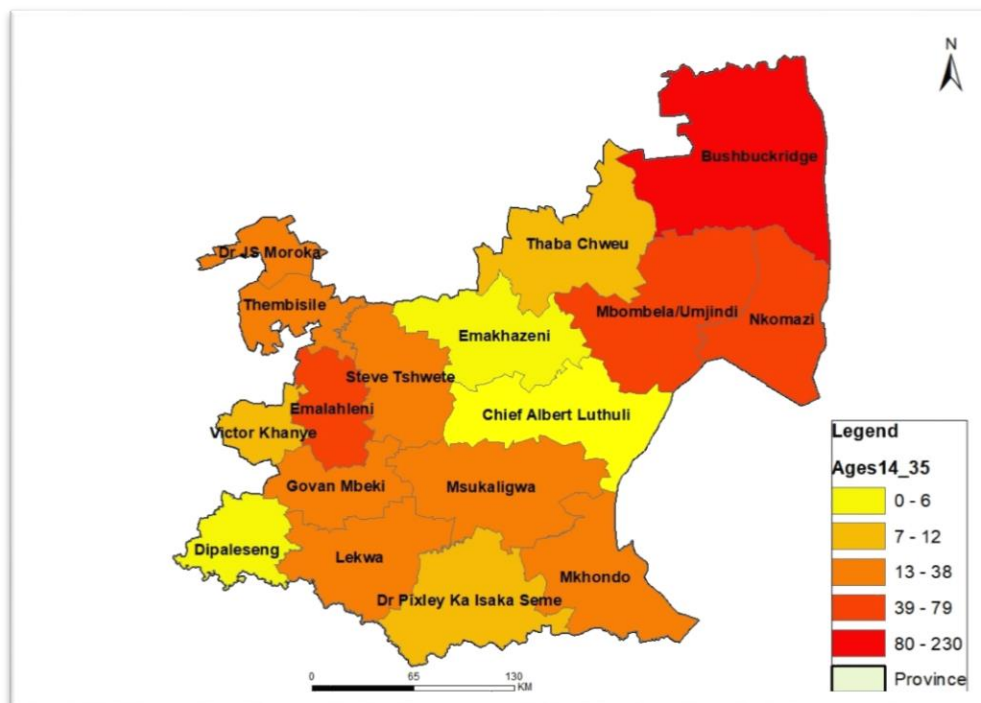 N
Bushbuckridge
Thaba Chweu
Dr JS Moroka
Thembisile
Mbombela/Umjindi
Nkomazi
Emakhazeni
Steve Tshwete
Emalahleni
Chief Albert Luthuli
Victor Khanye
Govan Mbeki
Msukaligwa
Dipaleseng
Lekwa
Mkhondo
Dr Pixley Ka Isaka Seme
Legend
Ages14_35
0 - 6
7 - 12
13 - 38
39 - 79
80 - 230
Province
0 65 130
KM